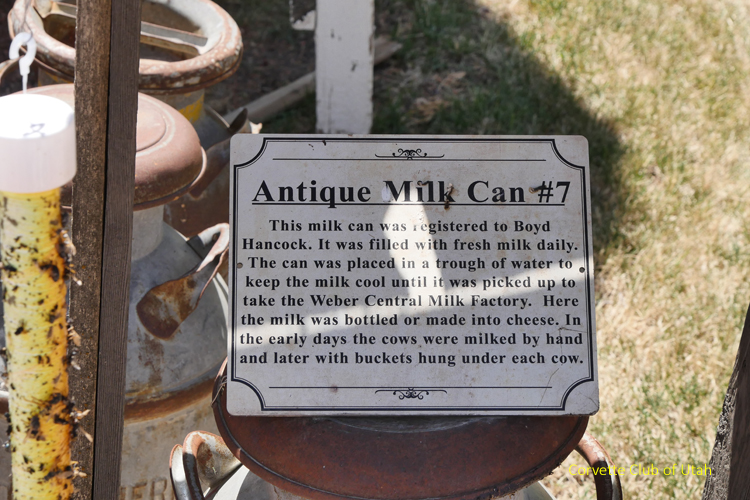 Antique Milk Can #7
This milk can was registered to Boyd
Hancock. It was filled with fresh milk daily.
The can was placed in a trough of water to
keep the milk cool until it was picked up to
take the Weber Central Milk Factory. Here
the milk was bottled or made into cheese. In
the early days the cows were milked by hand
and later with buckets hung under each cow.
Corvette Club of Utah